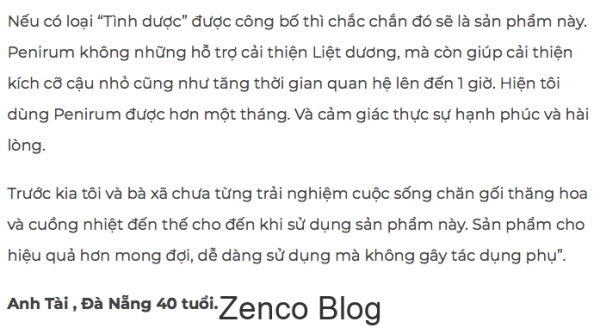 Nếu có loại “Tình dược” được công bố thì chắc chắn đó sẽ là sản phẩm này.
Penirum không những hỗ trợ cải thiện Liệt dương, mà còn giúp cải thiện
kích cỡ cậu nhỏ cũng như tăng thời gian quan hệ lên đến 1 giờ. Hiện tôi
dùng Penirum được hơn một tháng. Và cảm giác thực sự hạnh phúc và hài
lòng.
Trước kia tôi và bà xã chưa từng trải nghiệm cuộc sống chăn gối thăng hoa
và cuồng nhiệt đến thế cho đến khi sử dụng sản phẩm này. Sản phẩm cho
hiệu quả hơn mong đợi, dễ dàng sử dụng mà không gây tác dụng phụ”.
Anh Tài , Đà Nẵng 40 tuổi. Zenco Blog